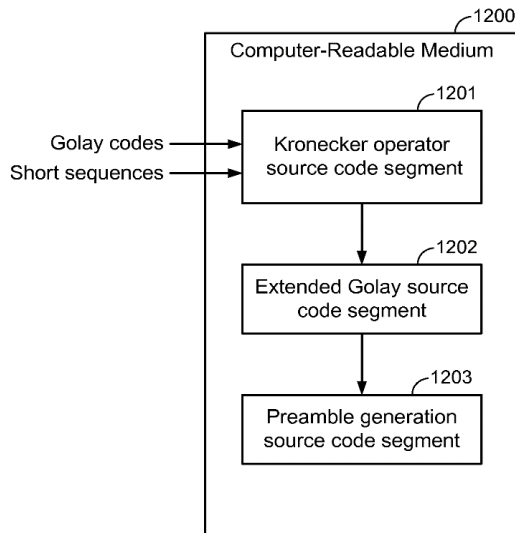 1200
Computer-Readable Medium
1201
Golay codes
Short sequences
Kronecker operator
source code segment
1202
Extended Golay source
code segment
1203
Preamble generation
source code segment